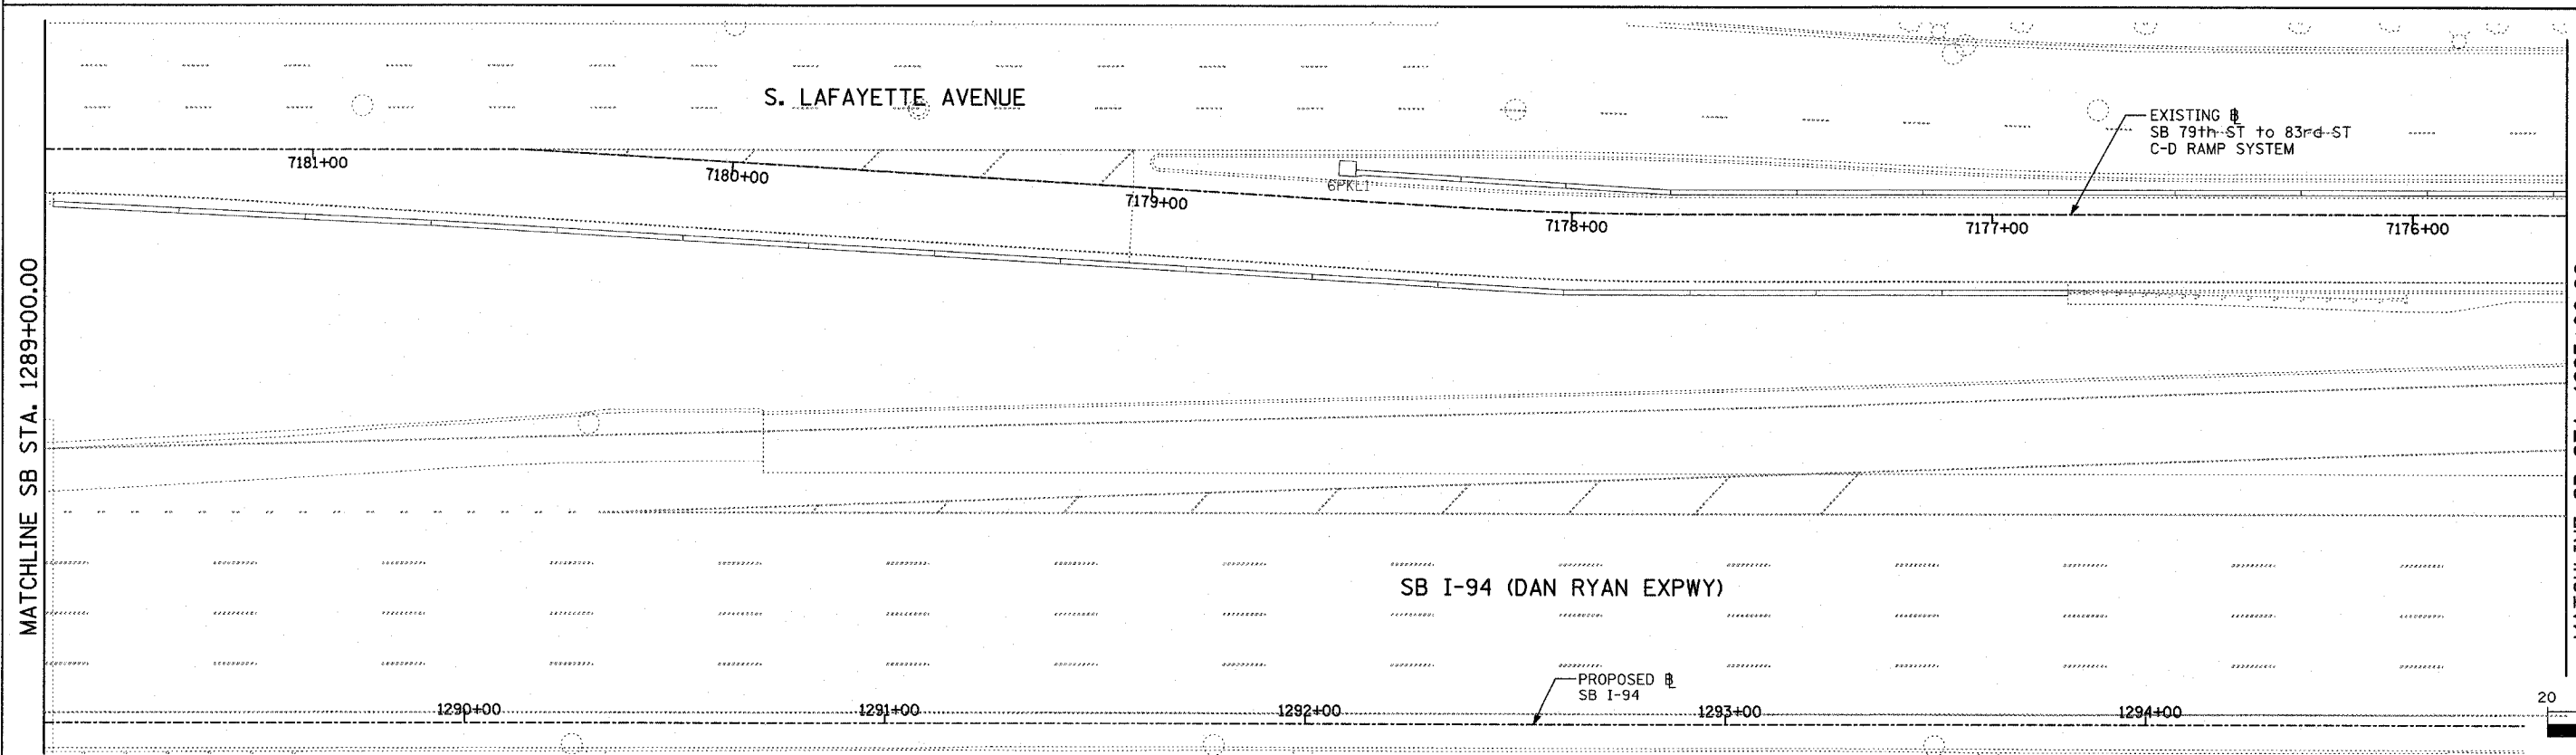 S. LAFAYETTE AVENUE
EXISTING B
SB 79th ST to 83rd ST
C-D RAMP SYSTEM
7181+00
7180+00
7179+00
7178+00
7177+00
7176+00
6PKL1
MATCHLINE SB STA. 1289+00.00
SB I-94 (DAN RYAN EXPWY)
PROPOSED B
SB I-94
1290+00
1291+00
1292+00
1293+00
1294+00
20